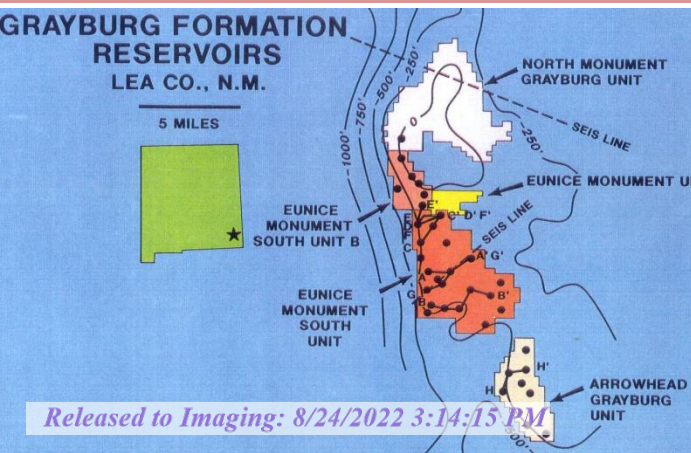 GRAYBURG FORMATION
RESERVOIRS
LEA CO., N.M.
5 MILES
-1000'
-750'
-500'
-250'
0
NORTH MONUMENT
GRAYBURG UNIT
SEIS LINE
-250'
EUNICE MONUMENT U
EUNICE
MONUMENT
SOUTH UNIT B
E'
E
D
F
C
C' D' F'
SEIS LINE
A
A' G'
G
B
B'
EUNICE
MONUMENT
SOUTH
UNIT
H
H'
ARROWHEAD
GRAYBURG
UNIT
Released to Imaging: 8/24/2022 3:14:15 PM